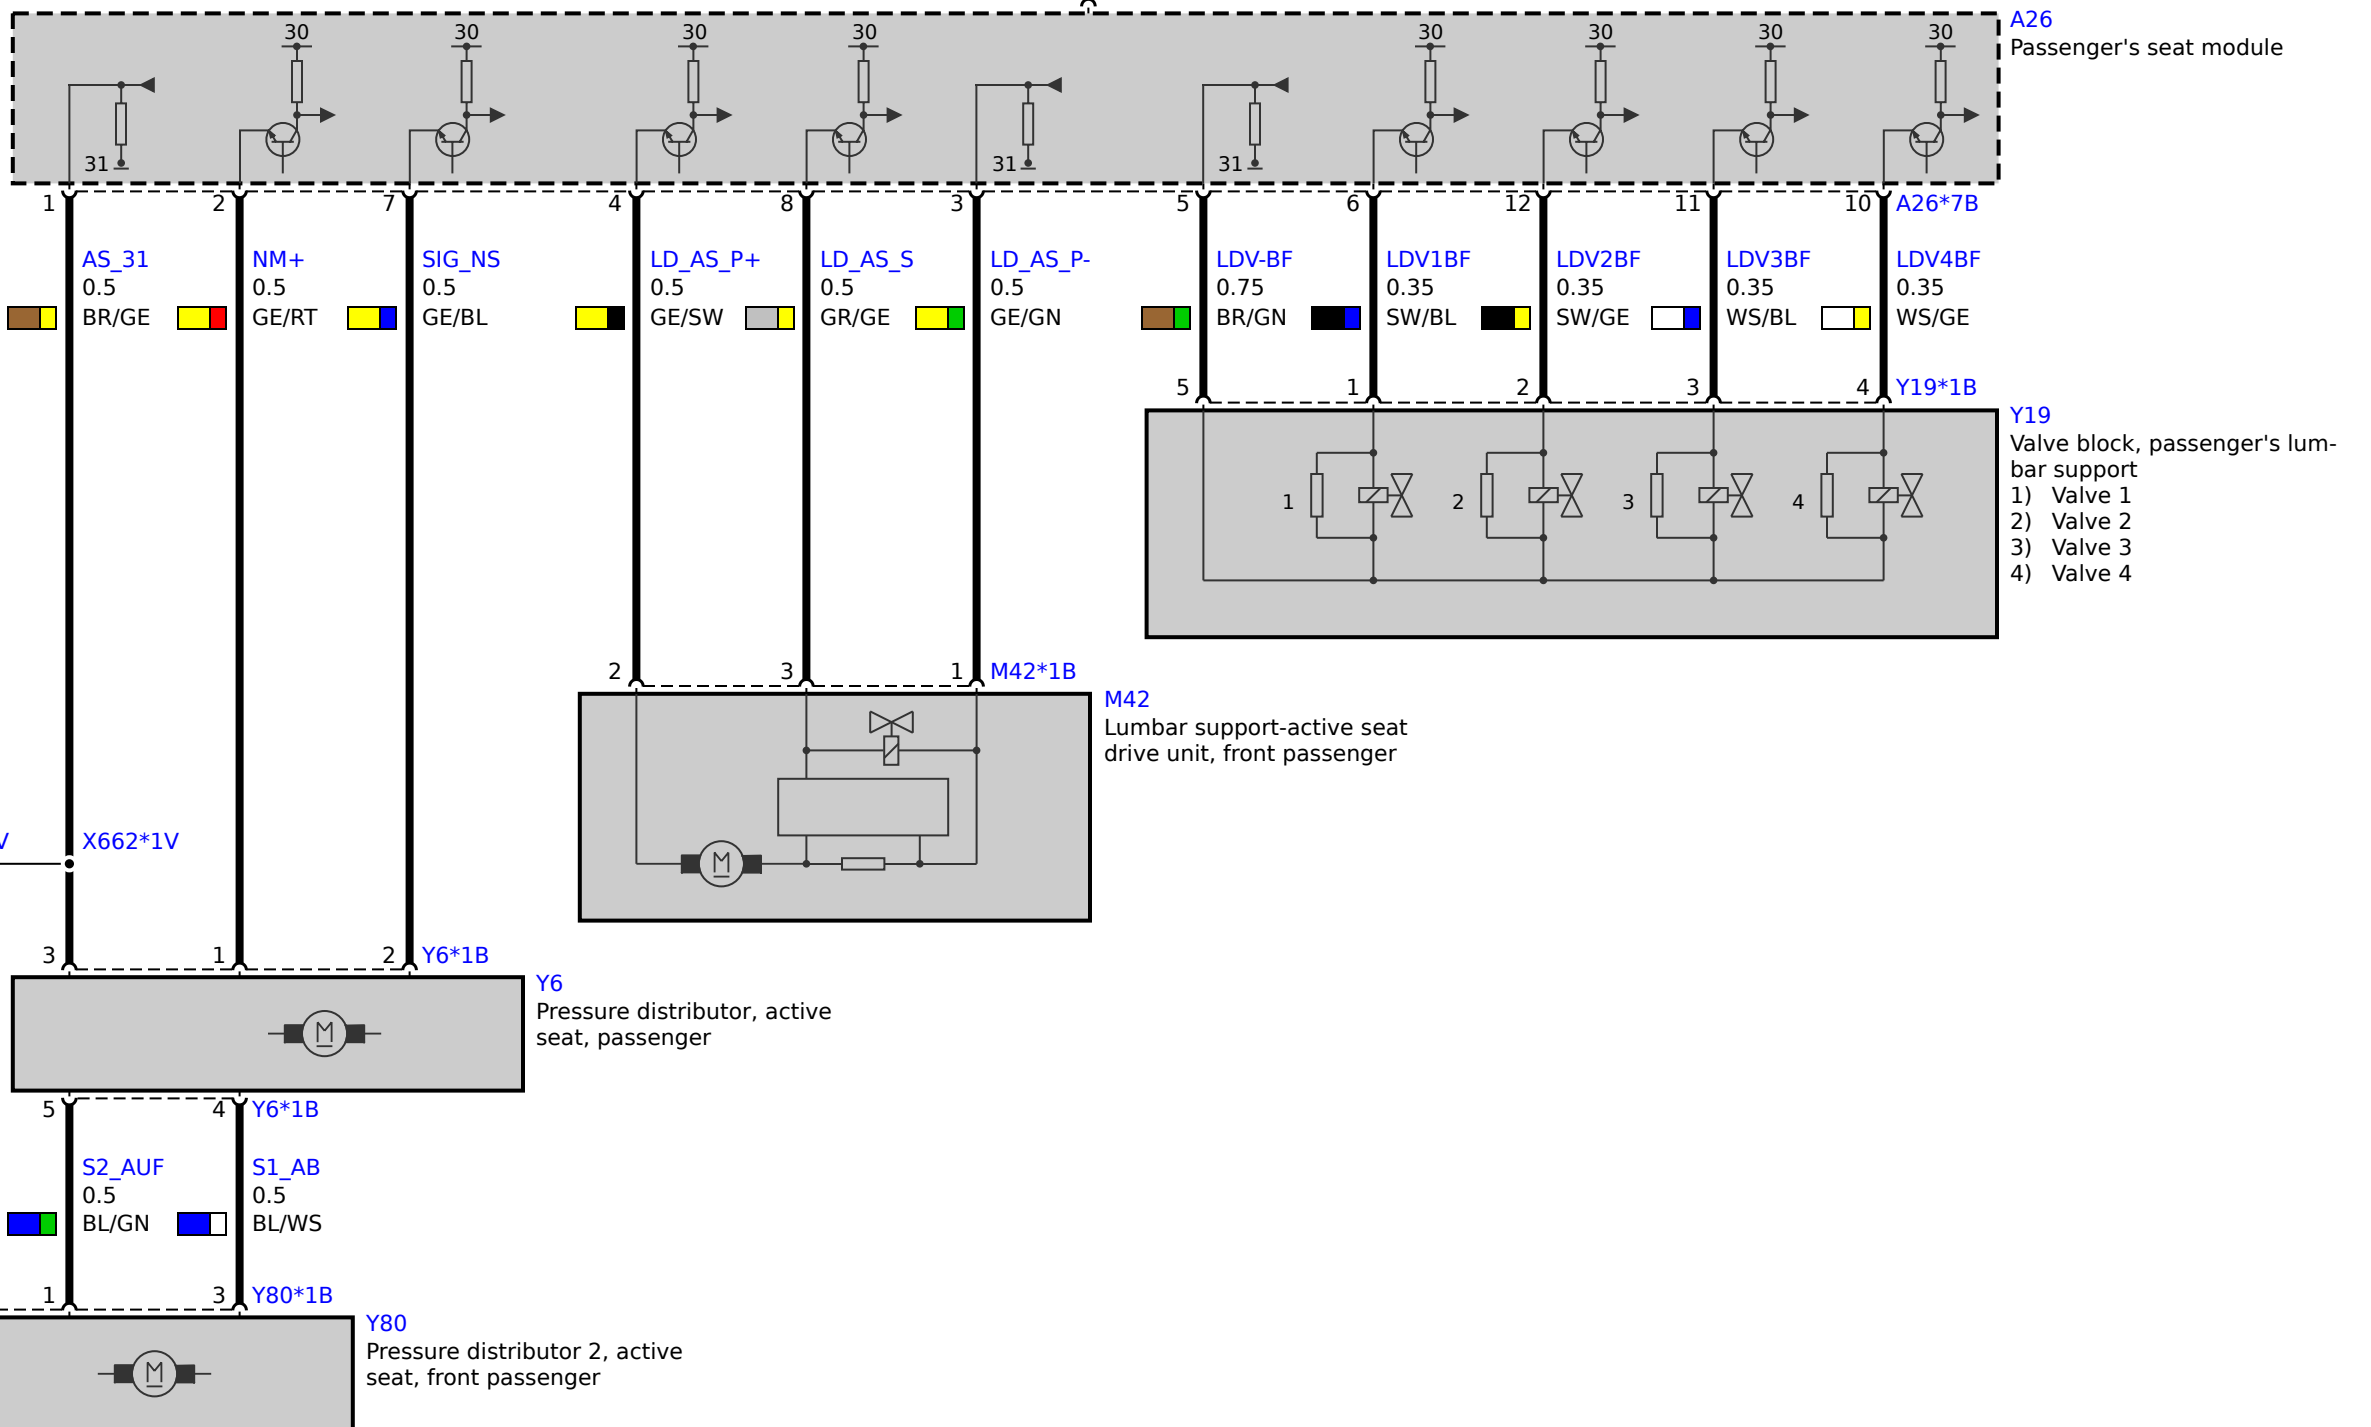 A26
Passenger's seat module
30 30 30 30 30 30 30 30
31 31 31
1 2 7 4 8 3 5 6 12 11 10 A26*7B
AS_31 NM+ SIG_NS LD_AS_P+ LD_AS_S LD_AS_P- LDV-BF LDV1BF LDV2BF LDV3BF LDV4BF
0.5 0.5 0.5 0.5 0.5 0.5 0.75 0.35 0.35 0.35 0.35
BR/GE GE/RT GE/BL GE/SW GR/GE GE/GN BR/GN SW/BL SW/GE WS/BL WS/GE
5 1 2 3 4 Y19*1B
Y19
Valve block, passenger's lum-
bar support
1) Valve 1
2) Valve 2
3) Valve 3
4) Valve 4
1 2 3 4
2 3 1 M42*1B
M42
Lumbar support-active seat
drive unit, front passenger
M
V X662*1V
3 1 2 Y6*1B
Y6
Pressure distributor, active
seat, passenger
M
5 4 Y6*1B
S2_AUF S1_AB
0.5 0.5
BL/GN BL/WS
1 3 Y80*1B
Y80
Pressure distributor 2, active
seat, front passenger
M